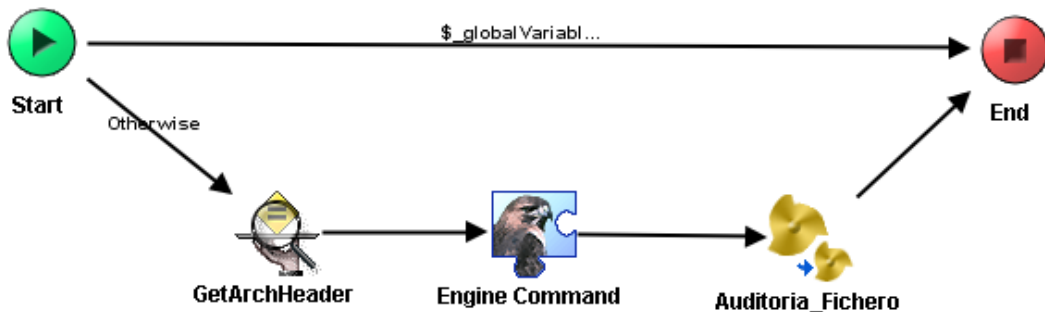 $_globalVariabl...
Start
End
Otherwise
GetArchHeader
Engine Command
Auditoria_Fichero